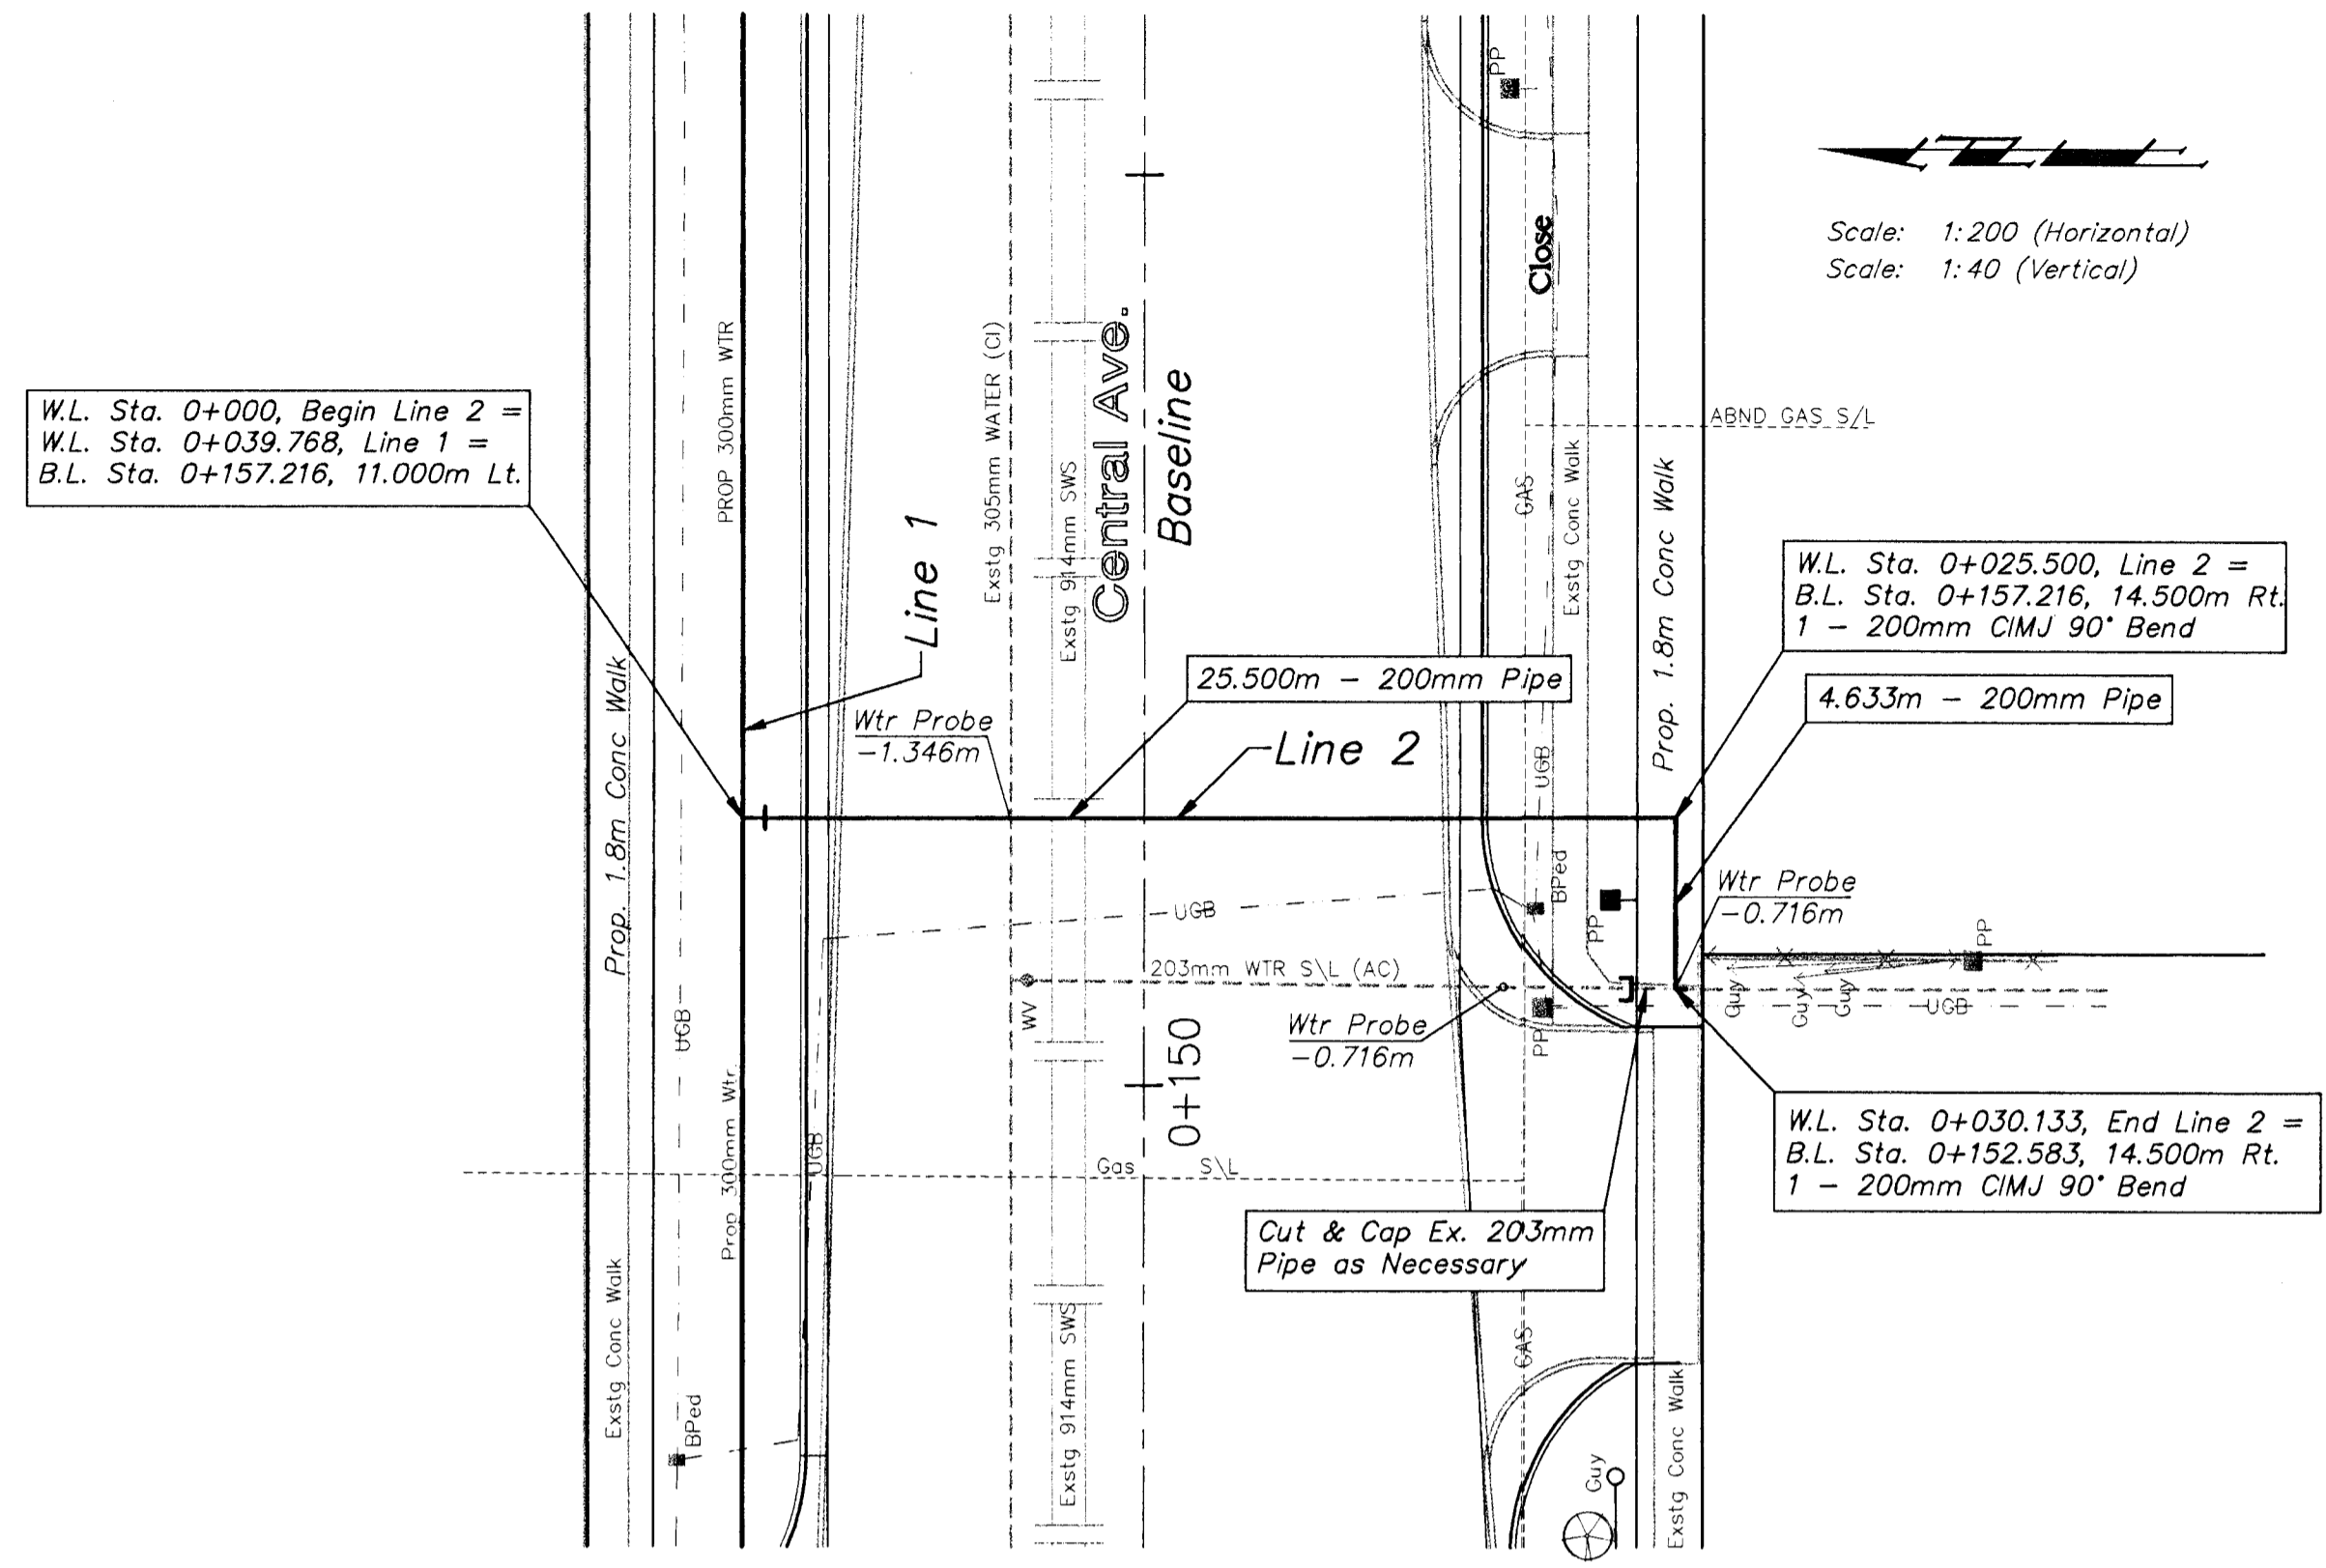 PP
Scale: 1:200 (Horizontal)
Scale: 1:40 (Vertical)
Close
W.L. Sta. 0+000, Begin Line 2 =
W.L. Sta. 0+039.768, Line 1 =
B.L. Sta. 0+157.216, 11.000m Lt.
PROP 300mm WTR
Exstg 305mm WATER (CI)
Exstg 914mm SWS
Central Ave.
Baseline
Line 1
GAS
Exstg Conc Walk
Prop. 1.8m Conc Walk
ABND GAS S/L
W.L. Sta. 0+025.500, Line 2 =
B.L. Sta. 0+157.216, 14.500m Rt.
1 - 200mm CIMJ 90° Bend
Prop. 1.8m Conc Walk
25.500m - 200mm Pipe
4.633m - 200mm Pipe
Wtr Probe
-1.346m
Line 2
UGB
BPed
PP
Wtr Probe
-0.716m
PP
UGB
203mm WTR S\L (AC)
WV
UGB
Guy
Guy
Guy
UGB
Wtr Probe
-0.716m
PP
0+150
Prop 300mm Wtr.
UGB
Gas S\L
W.L. Sta. 0+030.133, End Line 2 =
B.L. Sta. 0+152.583, 14.500m Rt.
1 - 200mm CIMJ 90° Bend
Cut & Cap Ex. 203mm
Pipe as Necessary
Exstg Conc Walk
BPed
Exstg 914mm SWS
GAS
Guy
Exstg Conc Walk